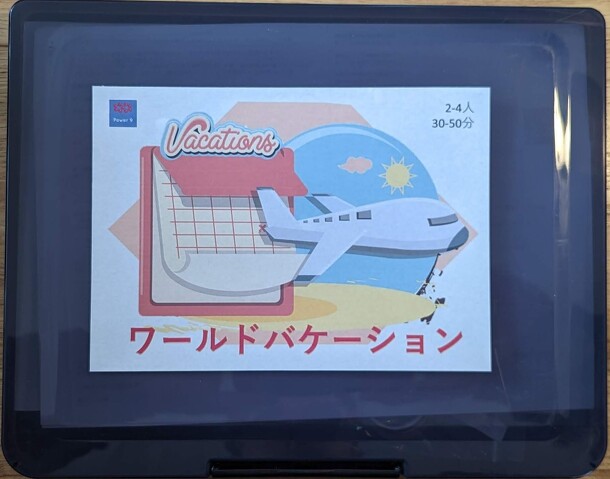 Power 9
2-4人
30-50分
Vacations
ワールドバケーション